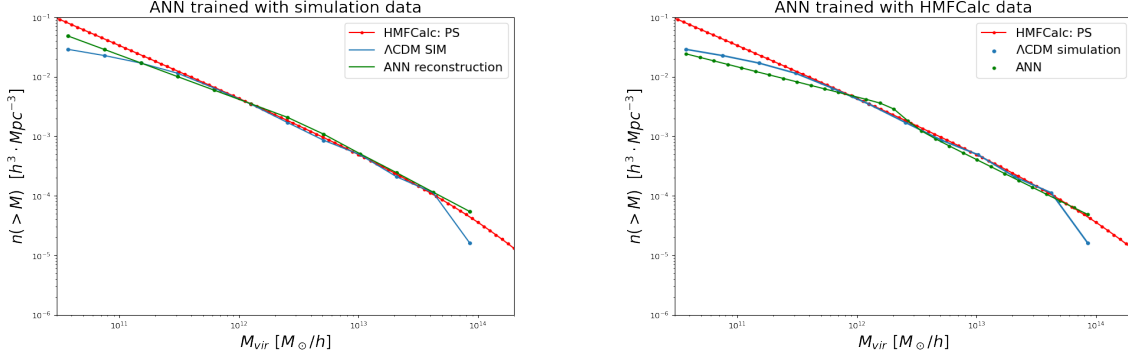 ANN trained with simulation data
HMFCalc: PS
ΛCDM SIM
ANN reconstruction
n( > M) [h³ · Mpc⁻³]
10⁻¹
10⁻²
10⁻³
10⁻⁴
10⁻⁵
10⁻⁶
10¹¹
10¹²
10¹³
10¹⁴
M_vir [M_⊙/h]
ANN trained with HMFCalc data
HMFCalc: PS
ΛCDM simulation
ANN
n( > M) [h³ · Mpc⁻³]
10⁻¹
10⁻²
10⁻³
10⁻⁴
10⁻⁵
10⁻⁶
10¹¹
10¹²
10¹³
10¹⁴
M_vir [M_⊙/h]